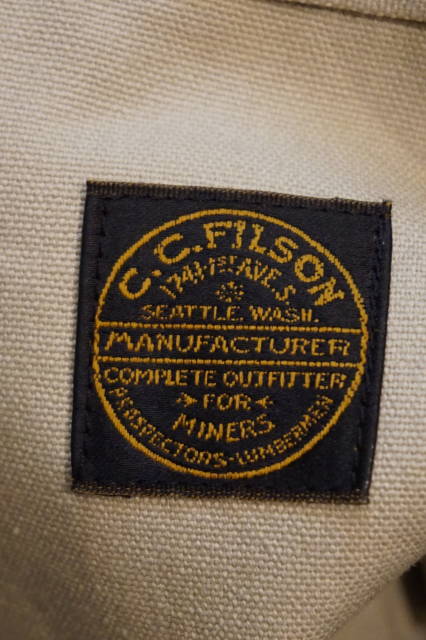 C.C. FILSON
1741-1ST AVE. S.
SEATTLE, WASH.
MANUFACTURER
COMPLETE OUTFITTER
FOR
MINERS
PROSPECTORS-LUMBERMEN